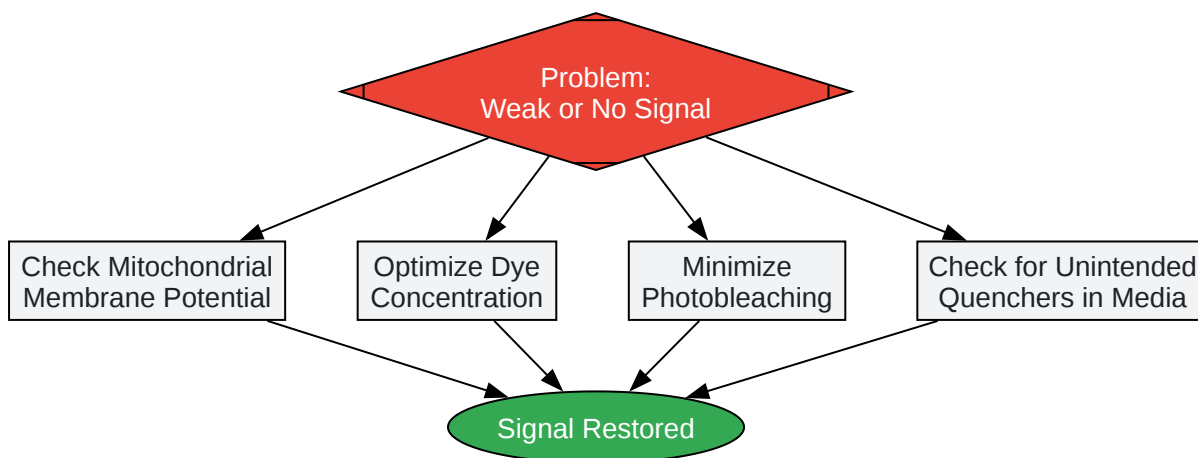 Problem:
Weak or No Signal
Check Mitochondrial
Membrane Potential
Optimize Dye
Concentration
Minimize
Photobleaching
Check for Unintended
Quenchers in Media
Signal Restored